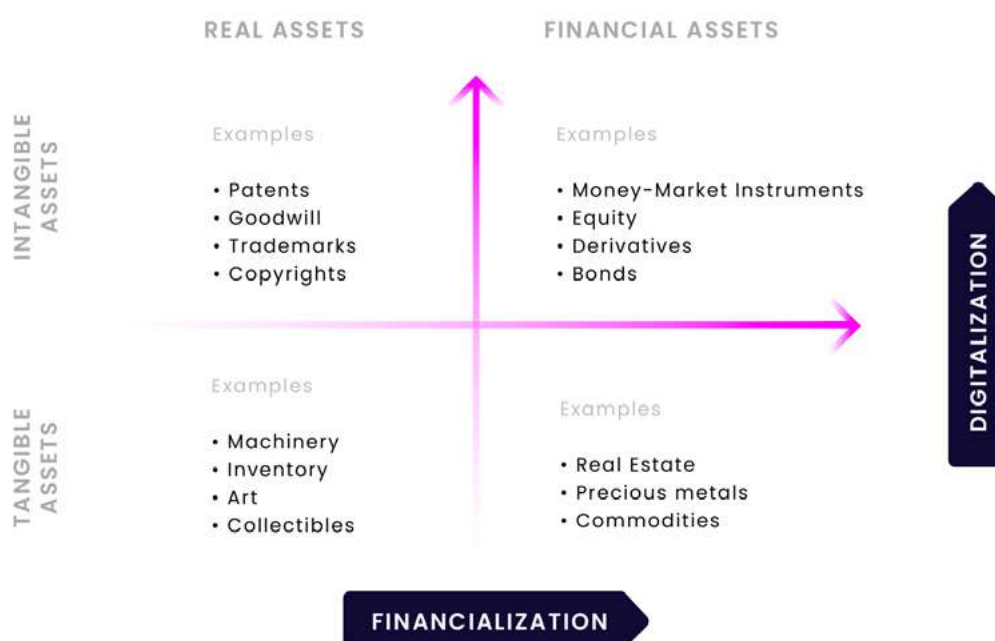 REAL ASSETS
FINANCIAL ASSETS
INTANGIBLE
ASSETS
Examples
• Patents
• Goodwill
• Trademarks
• Copyrights
Examples
• Money-Market Instruments
• Equity
• Derivatives
• Bonds
DIGITALIZATION
TANGIBLE
ASSETS
Examples
• Machinery
• Inventory
• Art
• Collectibles
Examples
• Real Estate
• Precious metals
• Commodities
FINANCIALIZATION